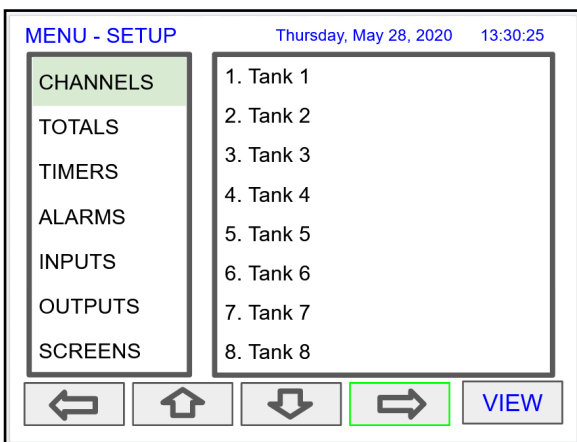 MENU - SETUP Thursday, May 28, 2020 13:30:25
CHANNELS
TOTALS
TIMERS
ALARMS
INPUTS
OUTPUTS
SCREENS
1. Tank 1
2. Tank 2
3. Tank 3
4. Tank 4
5. Tank 5
6. Tank 6
7. Tank 7
8. Tank 8
VIEW